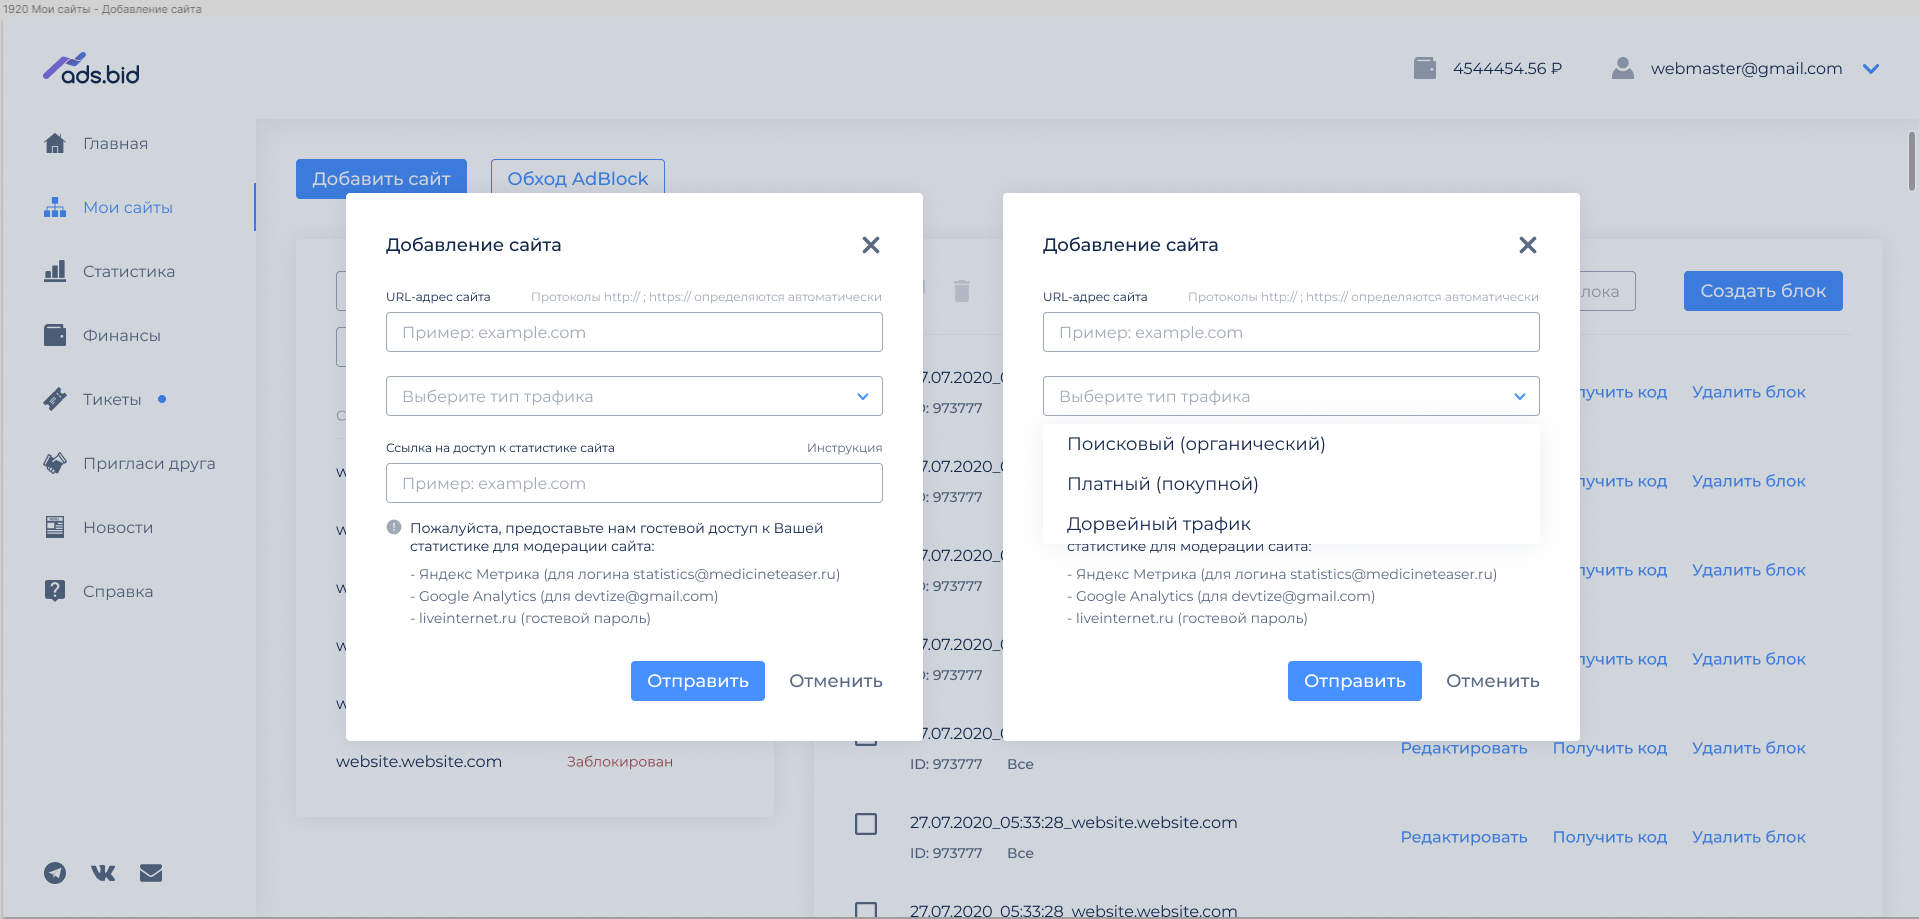 1920 Мои сайты - Добавление сайта
ads.bid
4544454.56 ₽
webmaster@gmail.com
Главная
Мои сайты
Статистика
Финансы
Тикеты
Пригласи друга
Новости
Справка
Добавить сайт
Обход AdBlock
Добавление сайта
URL-адрес сайта
Протоколы http:// ; https:// определяются автоматически
Пример: example.com
Выберите тип трафика
Ссылка на доступ к статистике сайта
Инструкция
Пример: example.com
Пожалуйста, предоставьте нам гостевой доступ к Вашей
статистике для модерации сайта:
- Яндекс Метрика (для логина statistics@medicineteaser.ru)
- Google Analytics (для devtize@gmail.com)
- liveinternet.ru (гостевой пароль)
Отправить
Отменить
website.website.com
Заблокирован
Добавление сайта
URL-адрес сайта
Протоколы http:// ; https:// определяются автоматически
Пример: example.com
Выберите тип трафика
Поисковый (органический)
Платный (покупной)
Дорвейный трафик
статистике для модерации сайта:
- Яндекс Метрика (для логина statistics@medicineteaser.ru)
- Google Analytics (для devtize@gmail.com)
- liveinternet.ru (гостевой пароль)
Отправить
Отменить
лока
Создать блок
7.07.2020_0
: 973777
лучить код
Удалить блок
7.07.2020_0
: 973777
лучить код
Удалить блок
7.07.2020_0
: 973777
лучить код
Удалить блок
7.07.2020_0
: 973777
лучить код
Удалить блок
7.07.2020_0
ID: 973777
Все
Редактировать
Получить код
Удалить блок
27.07.2020_05:33:28_website.website.com
ID: 973777
Все
Редактировать
Получить код
Удалить блок
27.07.2020_05:33:28_website.website.com